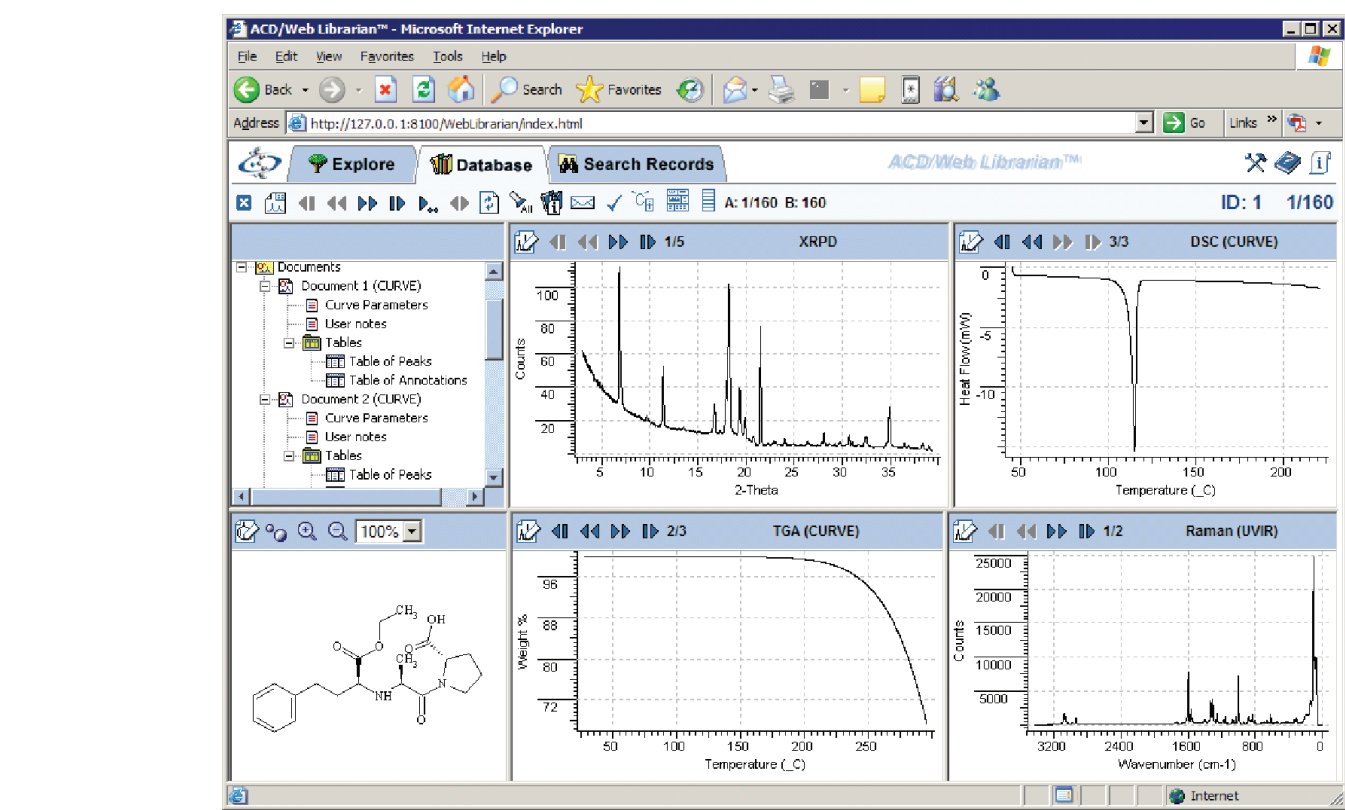 ACD/Web Librarian™ - Microsoft Internet Explorer
File Edit View Favorites Tools Help
Back Search Favorites
Address http://127.0.0.1:8100/WebLibrarian/index.html Go Links »
Explore Database Search Records ACD/Web Librarian™
All A: 1/160 B: 160 ID: 1 1/160
Documents
Document 1 (CURVE)
Curve Parameters
User notes
Tables
Table of Peaks
Table of Annotations
Document 2 (CURVE)
Curve Parameters
User notes
Tables
Table of Peaks
1/5 XRPD
100
80
60
40
20
Counts
5 10 15 20 25 30 35
2-Theta
3/3 DSC (CURVE)
0
-5
-10
Heat Flow (mW)
50 100 150 200
Temperature (_C)
100%
CH3
OH
O
O
O
CH3
NH
N
O
2/3 TGA (CURVE)
96
88
80
72
Weight %
50 100 150 200 250
Temperature (_C)
1/2 Raman (UVIR)
25000
20000
15000
10000
5000
Counts
3200 2400 1600 800 0
Wavenumber (cm-1)
Internet